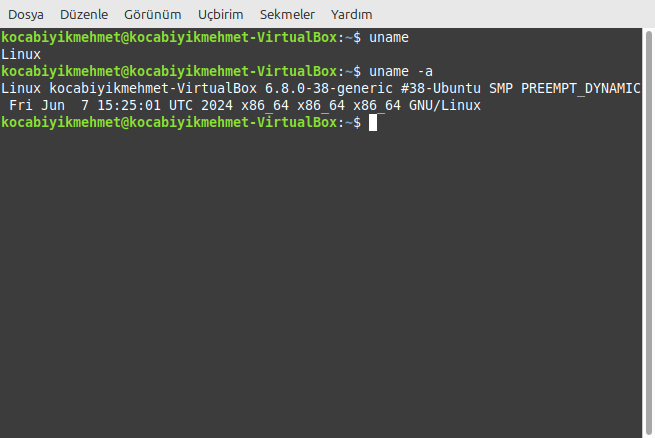 Dosya Düzenle Görünüm Uçbirim Sekmeler Yardım
kocabiyikmehmet@kocabiyikmehmet-VirtualBox:~$ uname
Linux
kocabiyikmehmet@kocabiyikmehmet-VirtualBox:~$ uname -a
Linux kocabiyikmehmet-VirtualBox 6.8.0-38-generic #38-Ubuntu SMP PREEMPT_DYNAMIC
 Fri Jun  7 15:25:01 UTC 2024 x86_64 x86_64 x86_64 GNU/Linux
kocabiyikmehmet@kocabiyikmehmet-VirtualBox:~$